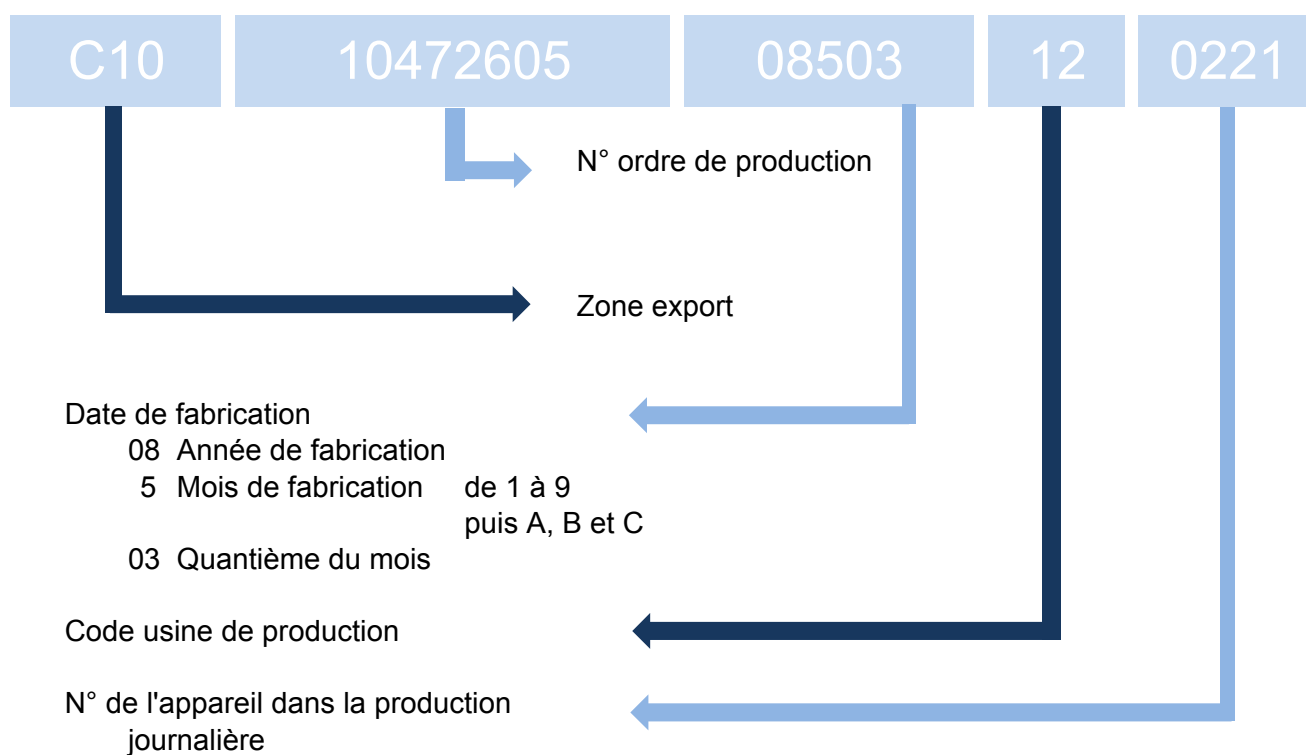 C10 10472605 08503 12 0221
N° ordre de production
Zone export
Date de fabrication
08 Année de fabrication
5 Mois de fabrication de 1 à 9
puis A, B et C
03 Quantième du mois
Code usine de production
N° de l'appareil dans la production
journalière